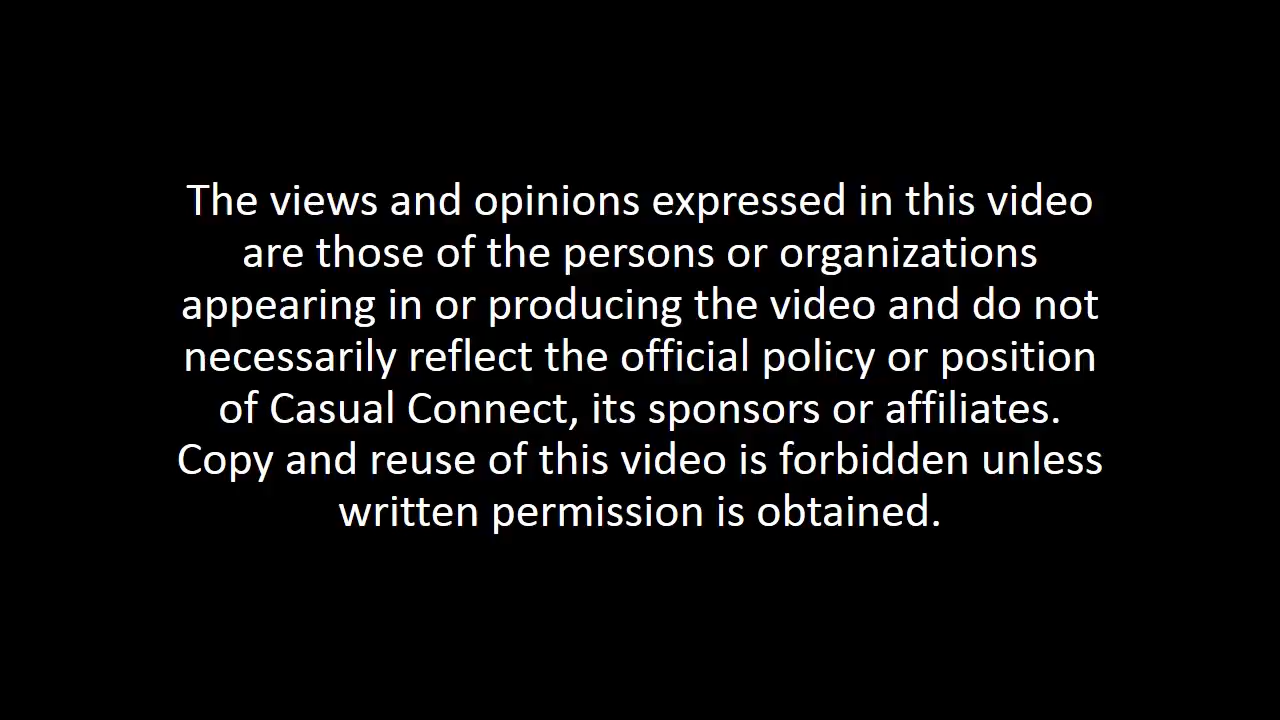 The views and opinions expressed in this video
are those of the persons or organizations
appearing in or producing the video and do not
necessarily reflect the official policy or position
of Casual Connect, its sponsors or affiliates.
Copy and reuse of this video is forbidden unless
written permission is obtained.